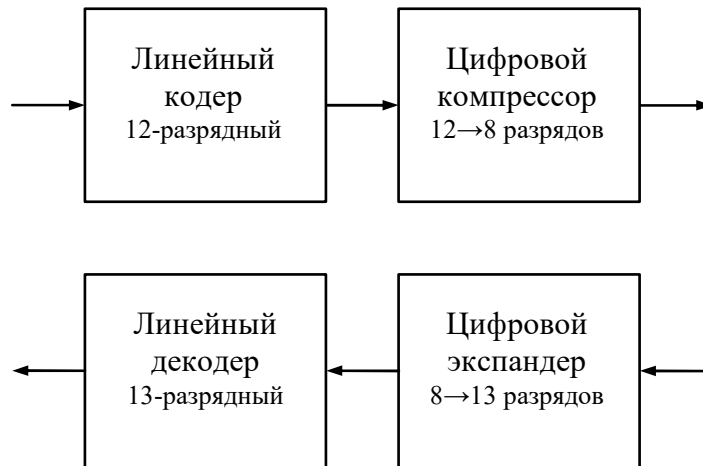 Линейный
кодер
12-разрядный
Цифровой
компрессор
12→8 разрядов
Линейный
декодер
13-разрядный
Цифровой
экспандер
8→13 разрядов